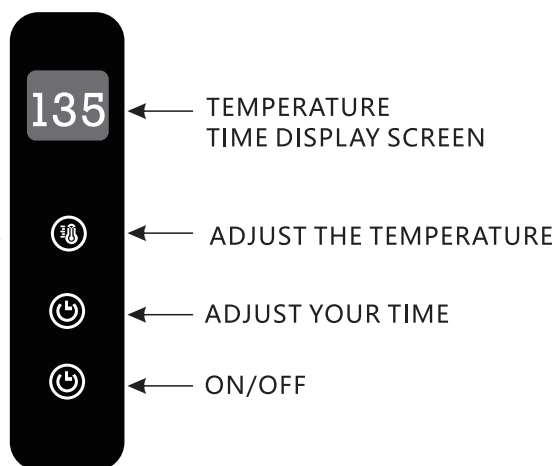 135
TEMPERATURE
TIME DISPLAY SCREEN
ADJUST THE TEMPERATURE
ADJUST YOUR TIME
ON/OFF